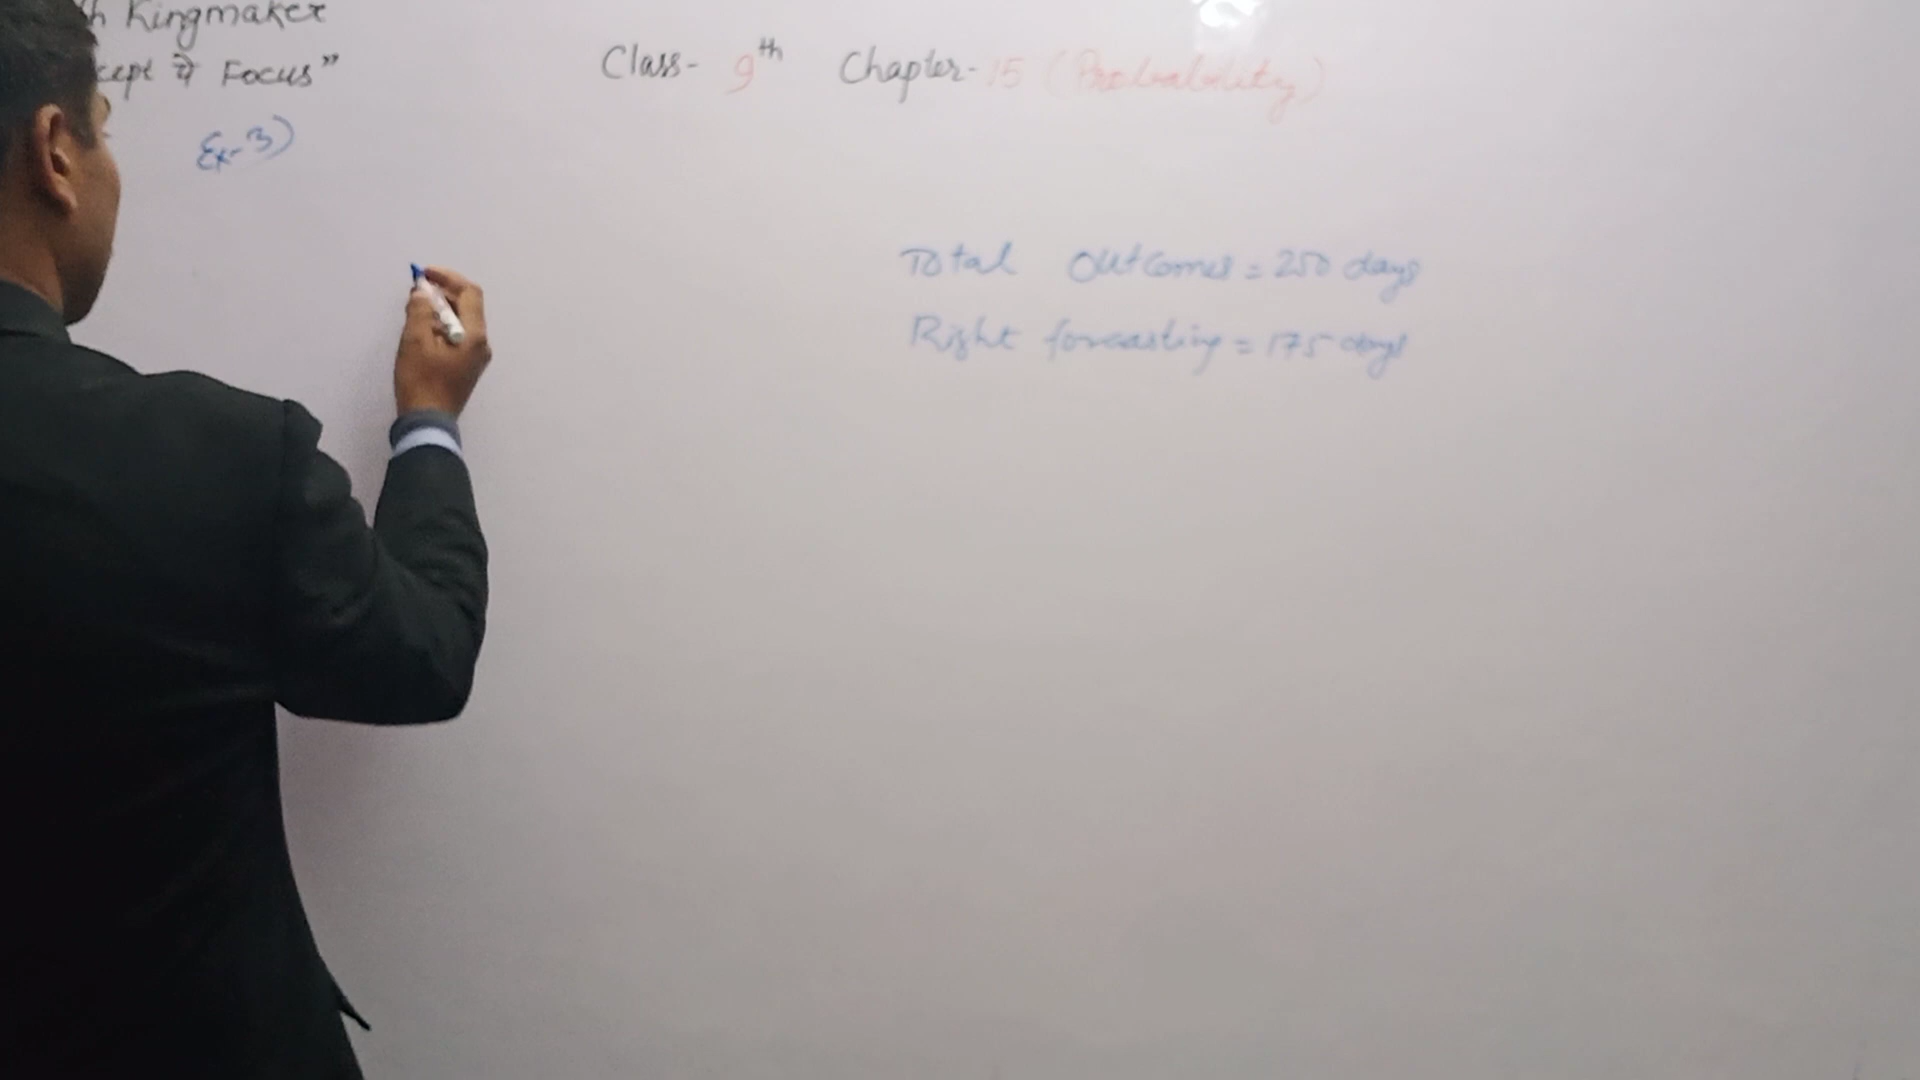 h Kingmaker
cept में Focus"
Class- 9th Chapter- 15 (Probability)
Ex-3)
Total Outcomes = 250 days
Right forecasting = 175 days